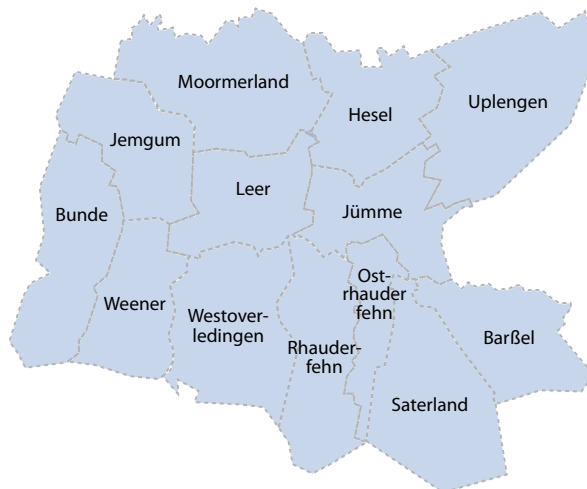 Moormerland
Uplengen
Hesel
Jemgum
Leer
Jümme
Bunde
Ost-
rhauder
fehn
Weener
Westover-
ledingen
Barßel
Rhauder-
fehn
Saterland